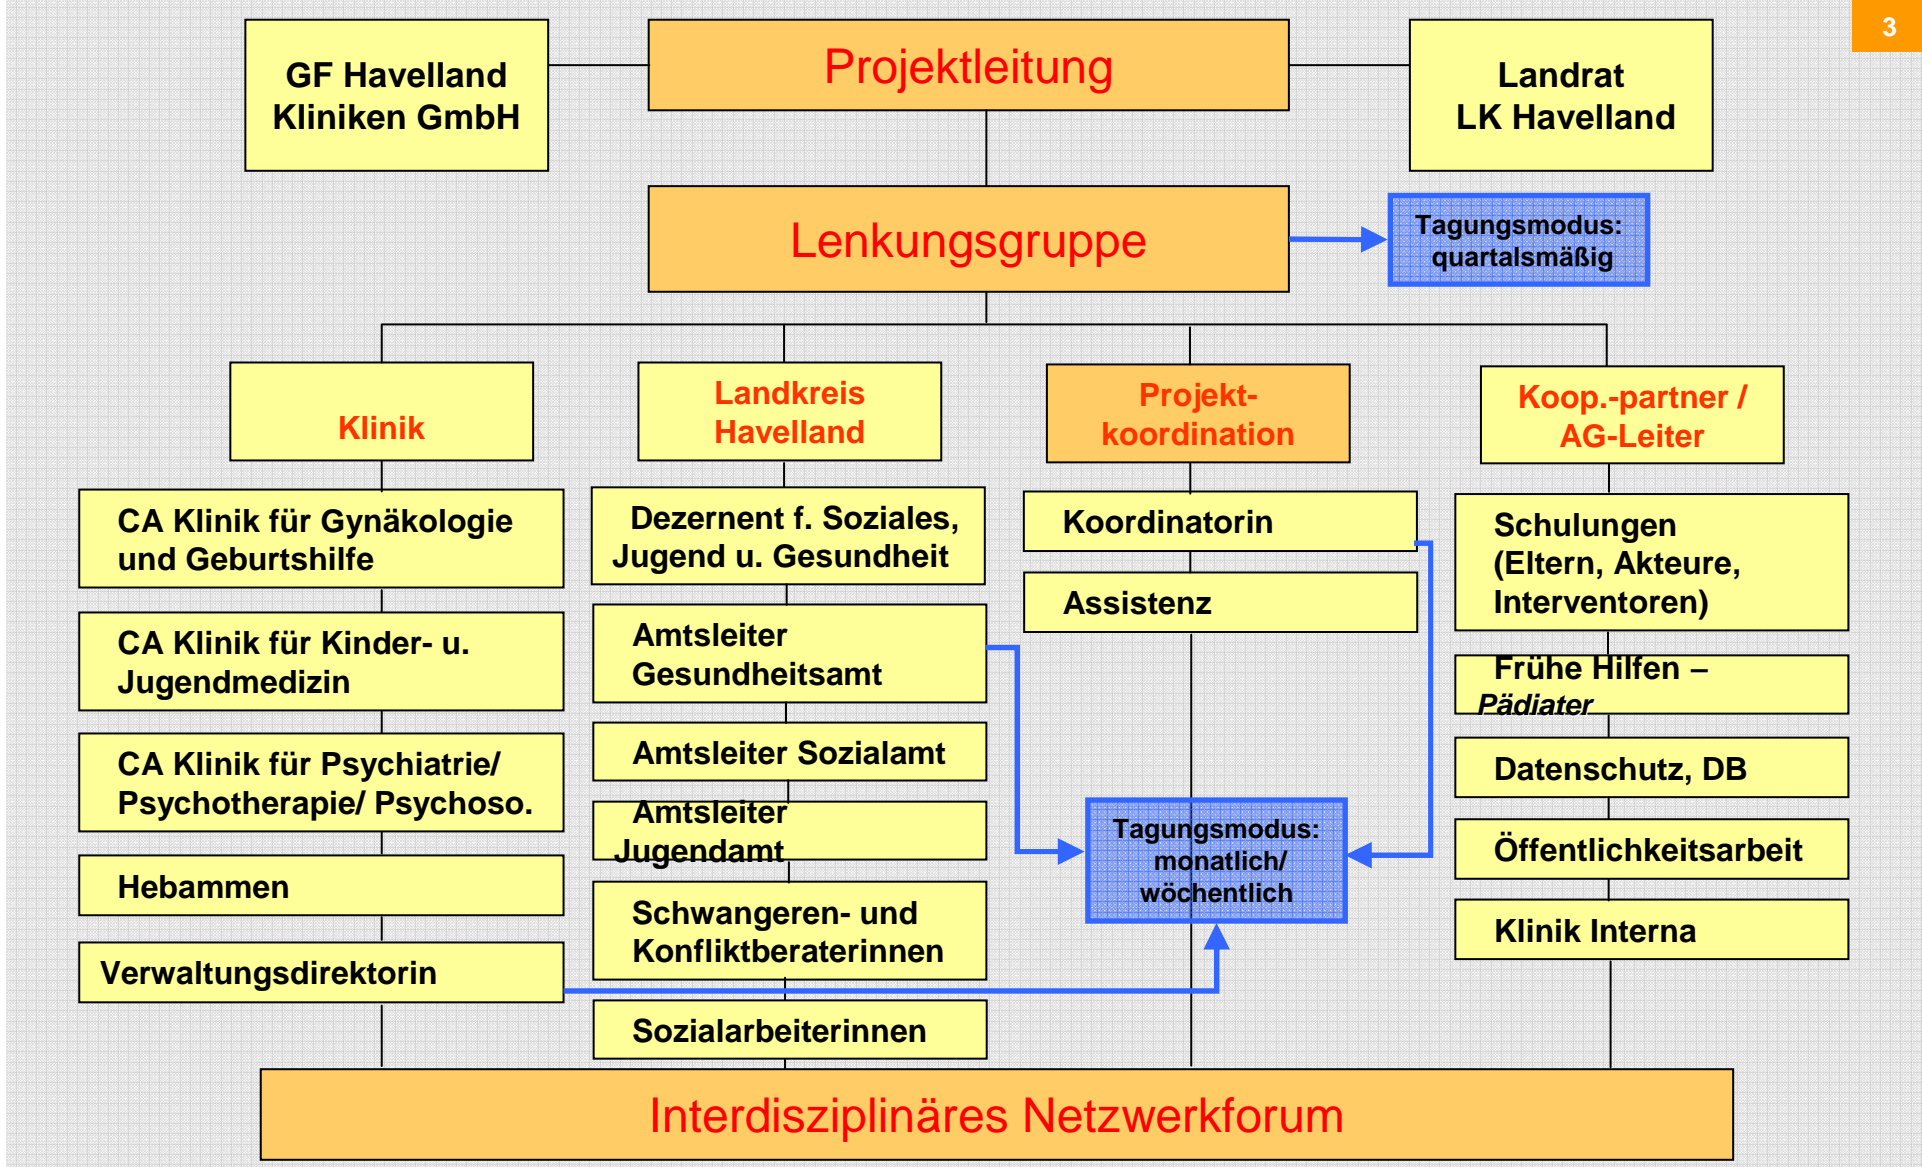 3
GF Havelland
Kliniken GmbH
Projektleitung
Landrat
LK Havelland
Lenkungsgruppe
Tagungsmodus:
quartalsmäßig
Klinik
CA Klinik für Gynäkologie
und Geburtshilfe
CA Klinik für Kinder- u.
Jugendmedizin
CA Klinik für Psychiatrie/
Psychotherapie/ Psychoso.
Hebammen
Verwaltungsdirektorin
Landkreis
Havelland
Dezernent f. Soziales,
Jugend u. Gesundheit
Amtsleiter
Gesundheitsamt
Amtsleiter Sozialamt
Amtsleiter
Jugendamt
Schwangeren- und
Konfliktberaterinnen
Sozialarbeiterinnen
Projekt-
koordination
Koordinatorin
Assistenz
Tagungsmodus:
monatlich/
wöchentlich
Koop.-partner /
AG-Leiter
Schulungen
(Eltern, Akteure,
Interventoren)
Frühe Hilfen –
Pädiater
Datenschutz, DB
Öffentlichkeitsarbeit
Klinik Interna
Interdisziplinäres Netzwerkforum